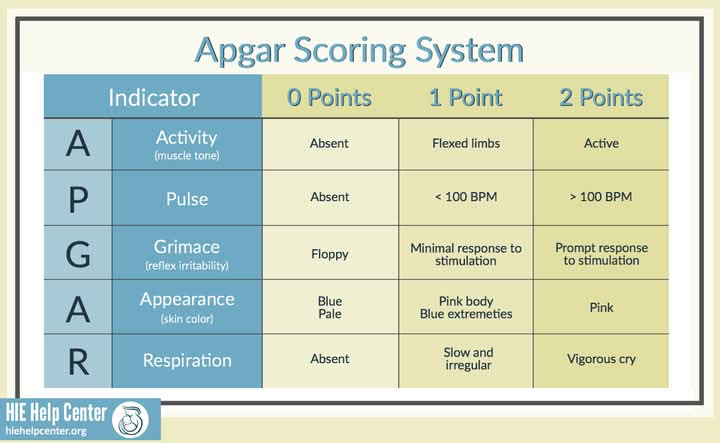 Apgar Scoring System
Indicator 0 Points 1 Point 2 Points
A Activity (muscle tone) Absent Flexed limbs Active
P Pulse Absent < 100 BPM > 100 BPM
G Grimace (reflex irritability) Floppy Minimal response to stimulation Prompt response to stimulation
A Appearance (skin color) Blue Pale Pink body Blue extremeties Pink
R Respiration Absent Slow and irregular Vigorous cry
HIE Help Center
hiehelpcenter.org